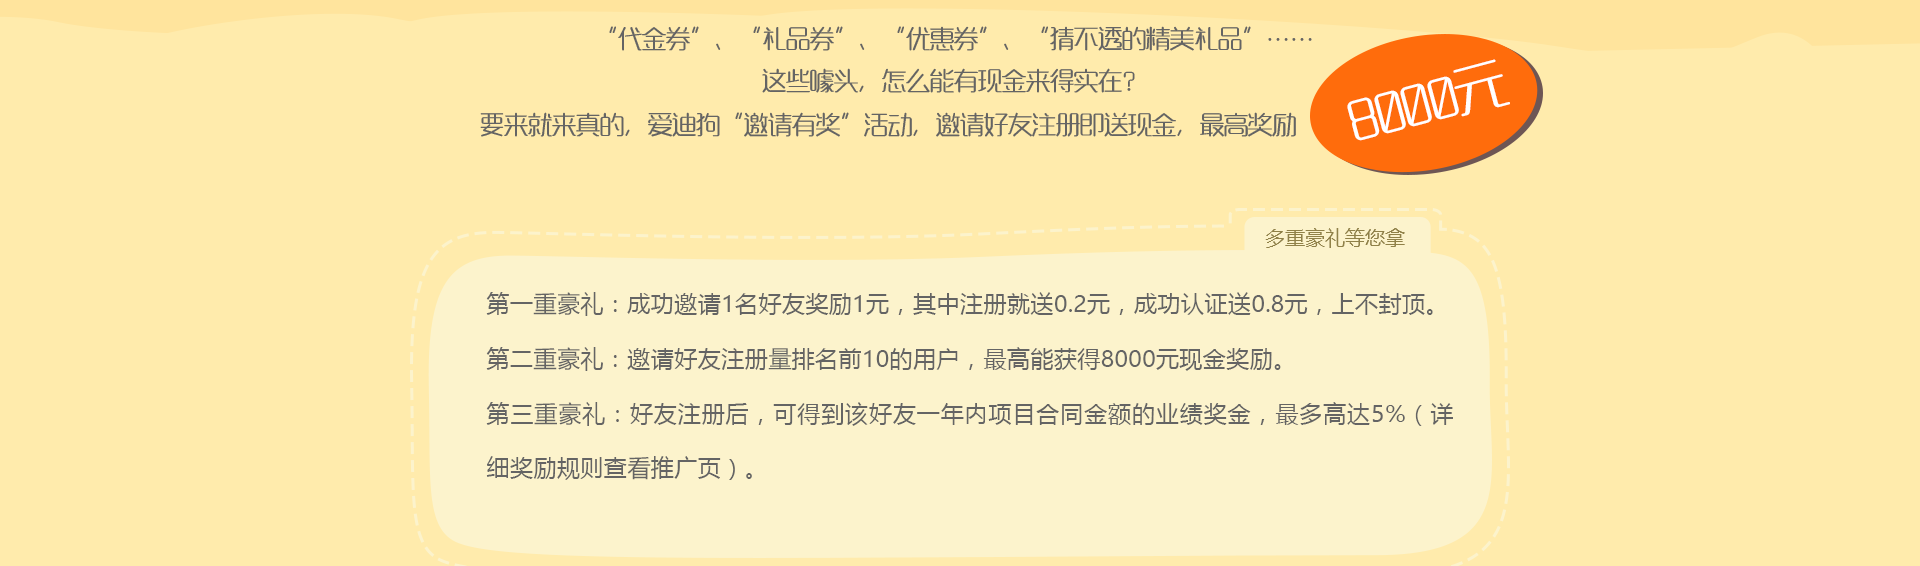 “代金券”、“礼品券”、“优惠券”、“猜不透的精美礼品”……
这些噱头，怎么能有现金来得实在？
要来就来真的，爱迪狗“邀请有奖”活动，邀请好友注册即送现金，最高奖励
8000元
多重豪礼等您拿
第一重豪礼：成功邀请1名好友奖励1元，其中注册就送0.2元，成功认证送0.8元，上不封顶。
第二重豪礼：邀请好友注册量排名前10的用户，最高能获得8000元现金奖励。
第三重豪礼：好友注册后，可得到该好友一年内项目合同金额的业绩奖金，最多高达5%（详
细奖励规则查看推广页）。